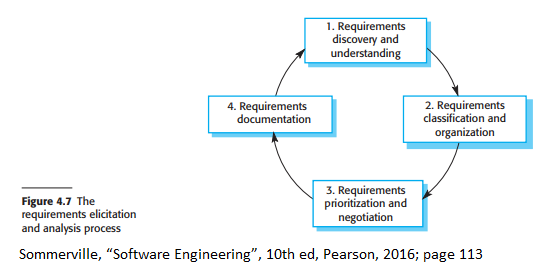 1. Requirements
discovery and
understanding
2. Requirements
classification and
organization
3. Requirements
prioritization and
negotiation
4. Requirements
documentation
Figure 4.7 The
requirements elicitation
and analysis process
Sommerville, “Software Engineering”, 10th ed, Pearson, 2016; page 113